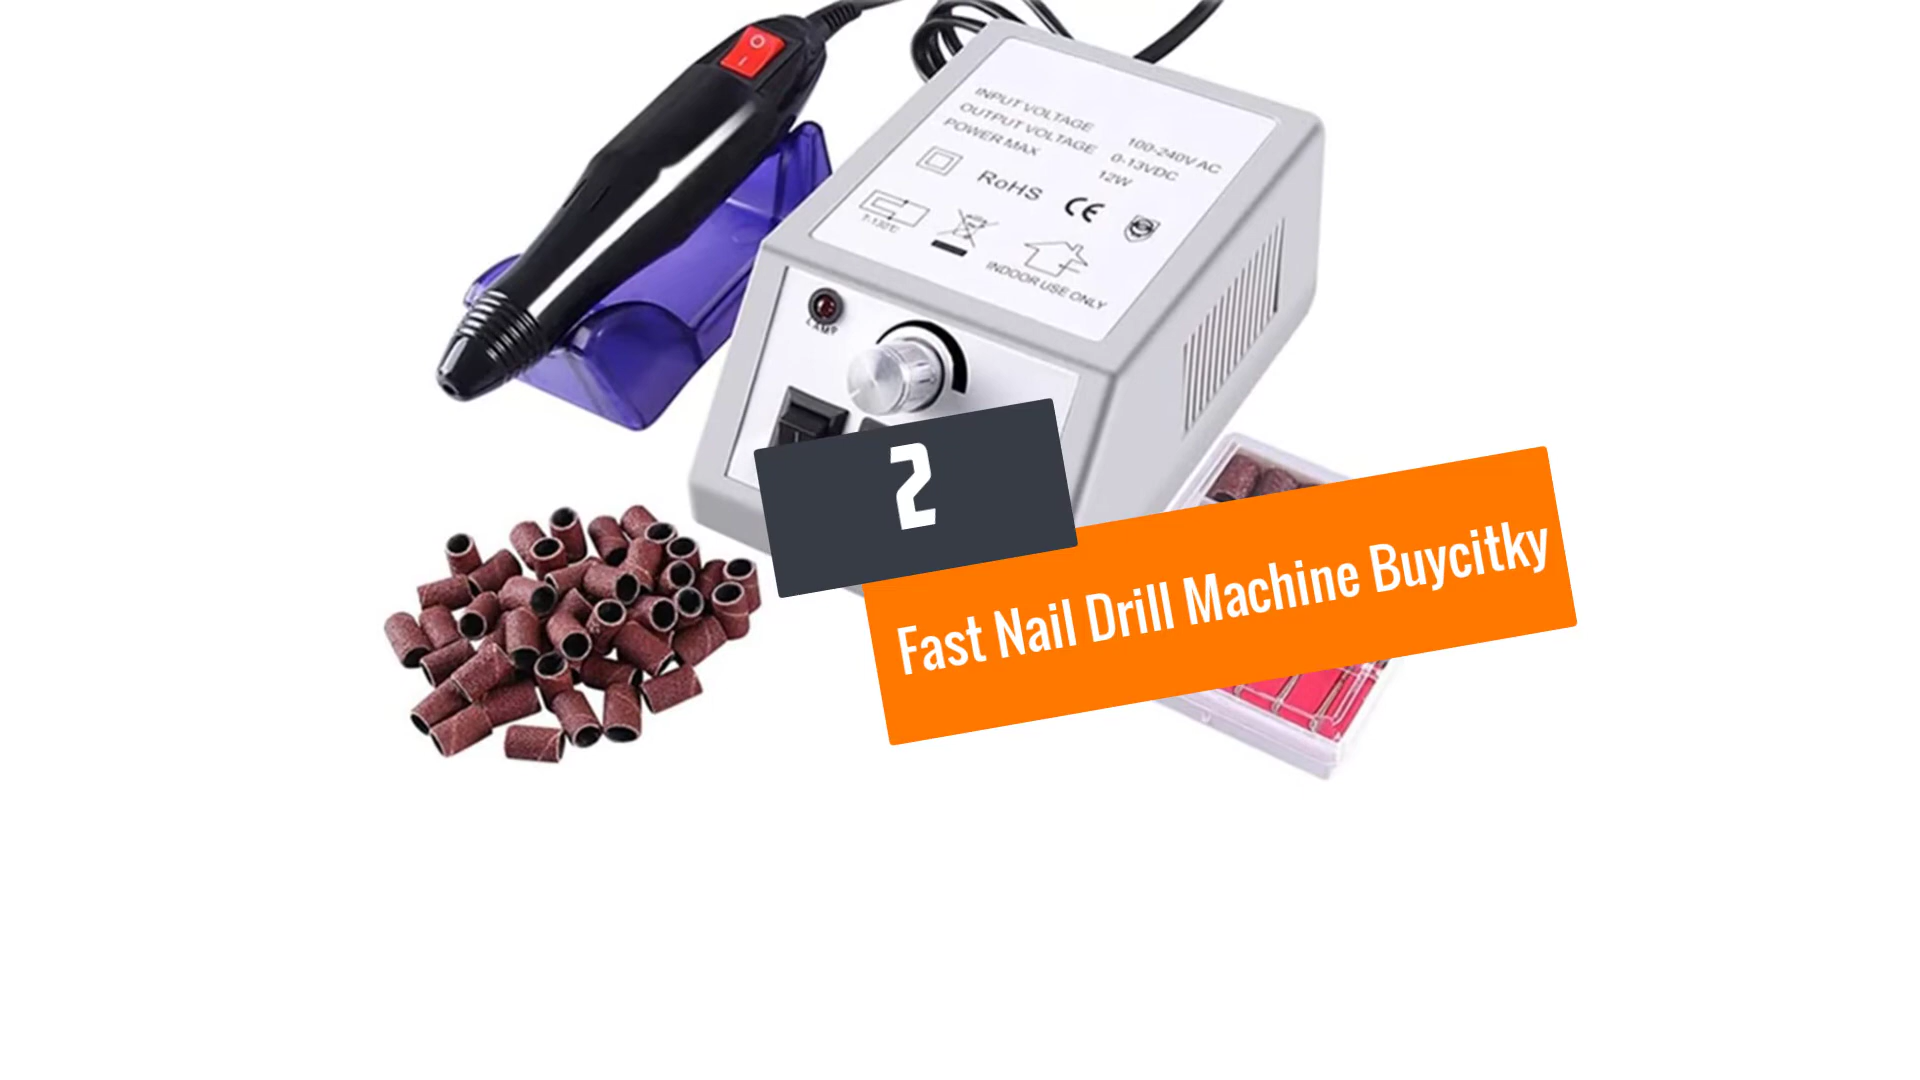 O
I
INPUT VOLTAGE 100-240V AC
OUTPUT VOLTAGE 0-13VDC
POWER MAX 12W
RoHS CE
T-130℃
INDOOR USE ONLY
LAMP
2
Fast Nail Drill Machine Buycitky